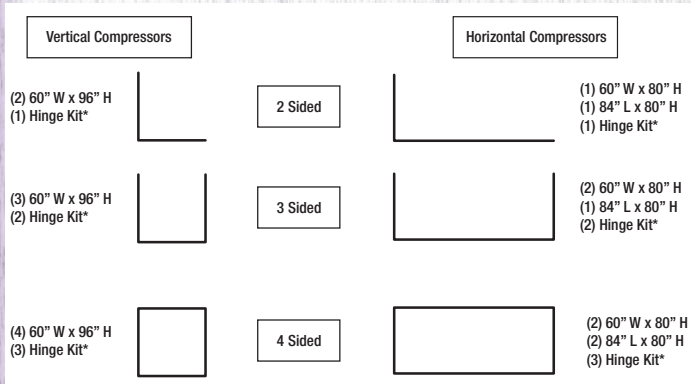 Vertical Compressors
Horizontal Compressors
(2) 60” W x 96” H
(1) Hinge Kit*
2 Sided
(1) 60” W x 80” H
(1) 84” L x 80” H
(1) Hinge Kit*
(3) 60” W x 96” H
(2) Hinge Kit*
3 Sided
(2) 60” W x 80” H
(1) 84” L x 80” H
(2) Hinge Kit*
(4) 60” W x 96” H
(3) Hinge Kit*
4 Sided
(2) 60” W x 80” H
(2) 84” L x 80” H
(3) Hinge Kit*